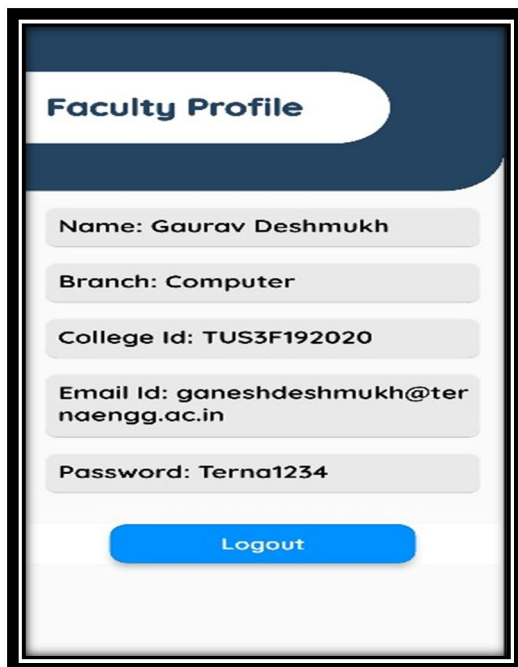 Faculty Profile
Name: Gaurav Deshmukh
Branch: Computer
College Id: TUS3F192020
Email Id: ganeshdeshmukh@ter
naengg.ac.in
Password: Terna1234
Logout